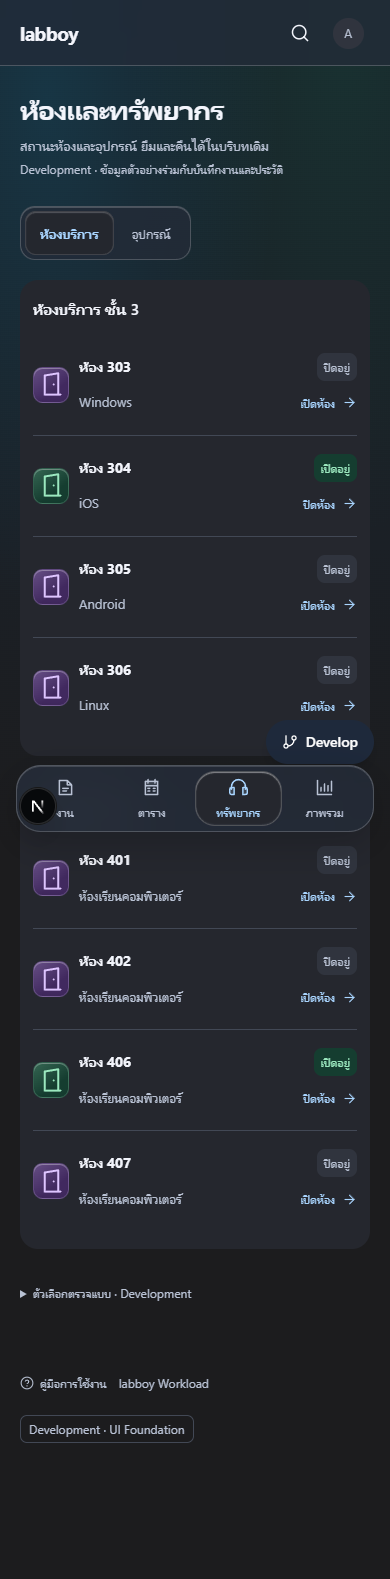 labboy
A
ห้องและทรัพยากร
สถานะห้องและอุปกรณ์ ยืมและคืนได้ในบริบทเดิม
Development · ข้อมูลตัวอย่างร่วมกับบันทึกงานและประวัติ
ห้องบริการ อุปกรณ์
ห้องบริการ ชั้น 3
ห้อง 303 ปิดอยู่
Windows เปิดห้อง →
ห้อง 304 เปิดอยู่
iOS ปิดห้อง →
ห้อง 305 ปิดอยู่
Android เปิดห้อง →
ห้อง 306 ปิดอยู่
Linux เปิดห้อง →
Develop
N งาน ตาราง ทรัพยากร ภาพรวม
ห้อง 401 ปิดอยู่
ห้องเรียนคอมพิวเตอร์ เปิดห้อง →
ห้อง 402 ปิดอยู่
ห้องเรียนคอมพิวเตอร์ เปิดห้อง →
ห้อง 406 เปิดอยู่
ห้องเรียนคอมพิวเตอร์ ปิดห้อง →
ห้อง 407 ปิดอยู่
ห้องเรียนคอมพิวเตอร์ เปิดห้อง →
ตัวเลือกตรวจแบบ · Development
คู่มือการใช้งาน labboy Workload
Development · UI Foundation